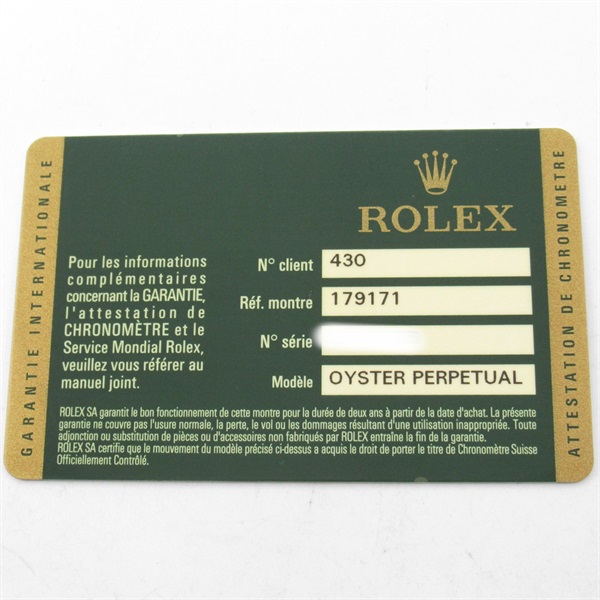 GARANTIE INTERNATIONALE
ROLEX
Pour les informations
complémentaires
concernant la GARANTIE,
l'attestation de
CHRONOMÈTRE et le
Service Mondial Rolex,
veuillez vous référer au
manuel joint.
N° client 430
Réf. montre 179171
N° série
Modèle OYSTER PERPETUAL
ROLEX SA garantit le bon fonctionnement de cette montre pour la durée de deux ans à partir de la date d'achat. La présente
garantie ne couvre pas l'usure normale, la perte, le vol ou les dommages résultant d'une utilisation inappropriée. Toute
adjonction ou substitution de pièces ou d'accessoires non fabriqués par ROLEX entraîne la fin de la garantie.
ROLEX SA certifie que le mouvement du modèle précisé ci-dessus a acquis le droit de porter le titre de Chronomètre Suisse
Officiellement Contrôlé.
ATTESTATION DE CHRONOMETRE